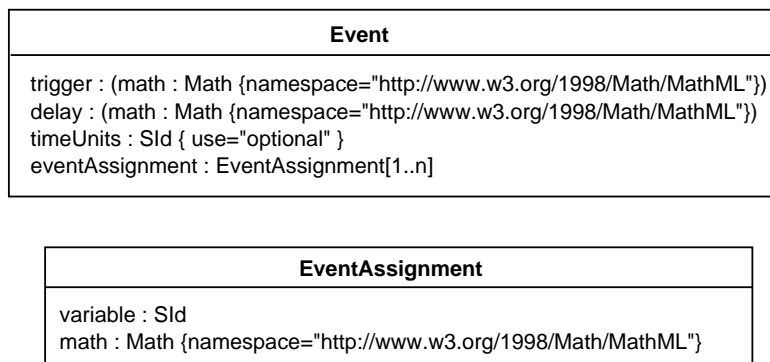 Event
trigger : (math : Math {namespace="http://www.w3.org/1998/Math/MathML"})
delay : (math : Math {namespace="http://www.w3.org/1998/Math/MathML"})
timeUnits : SId { use="optional" }
eventAssignment : EventAssignment[1..n]
EventAssignment
variable : SId
math : Math {namespace="http://www.w3.org/1998/Math/MathML"}